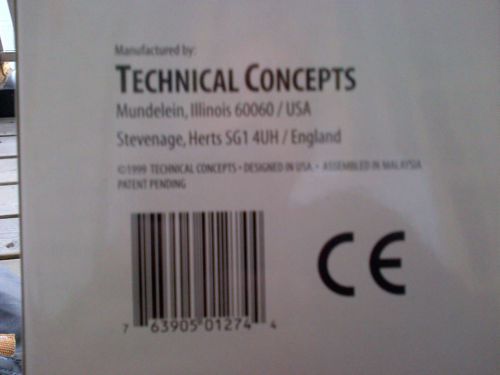 Manufactured by:
TECHNICAL CONCEPTS
Mundelein, Illinois 60060 / USA
Stevenage, Herts SG1 4UH / England
©1999 TECHNICAL CONCEPTS • DESIGNED IN USA • ASSEMBLED IN MALAYSIA
PATENT PENDING
CE
7 63905 01274 4